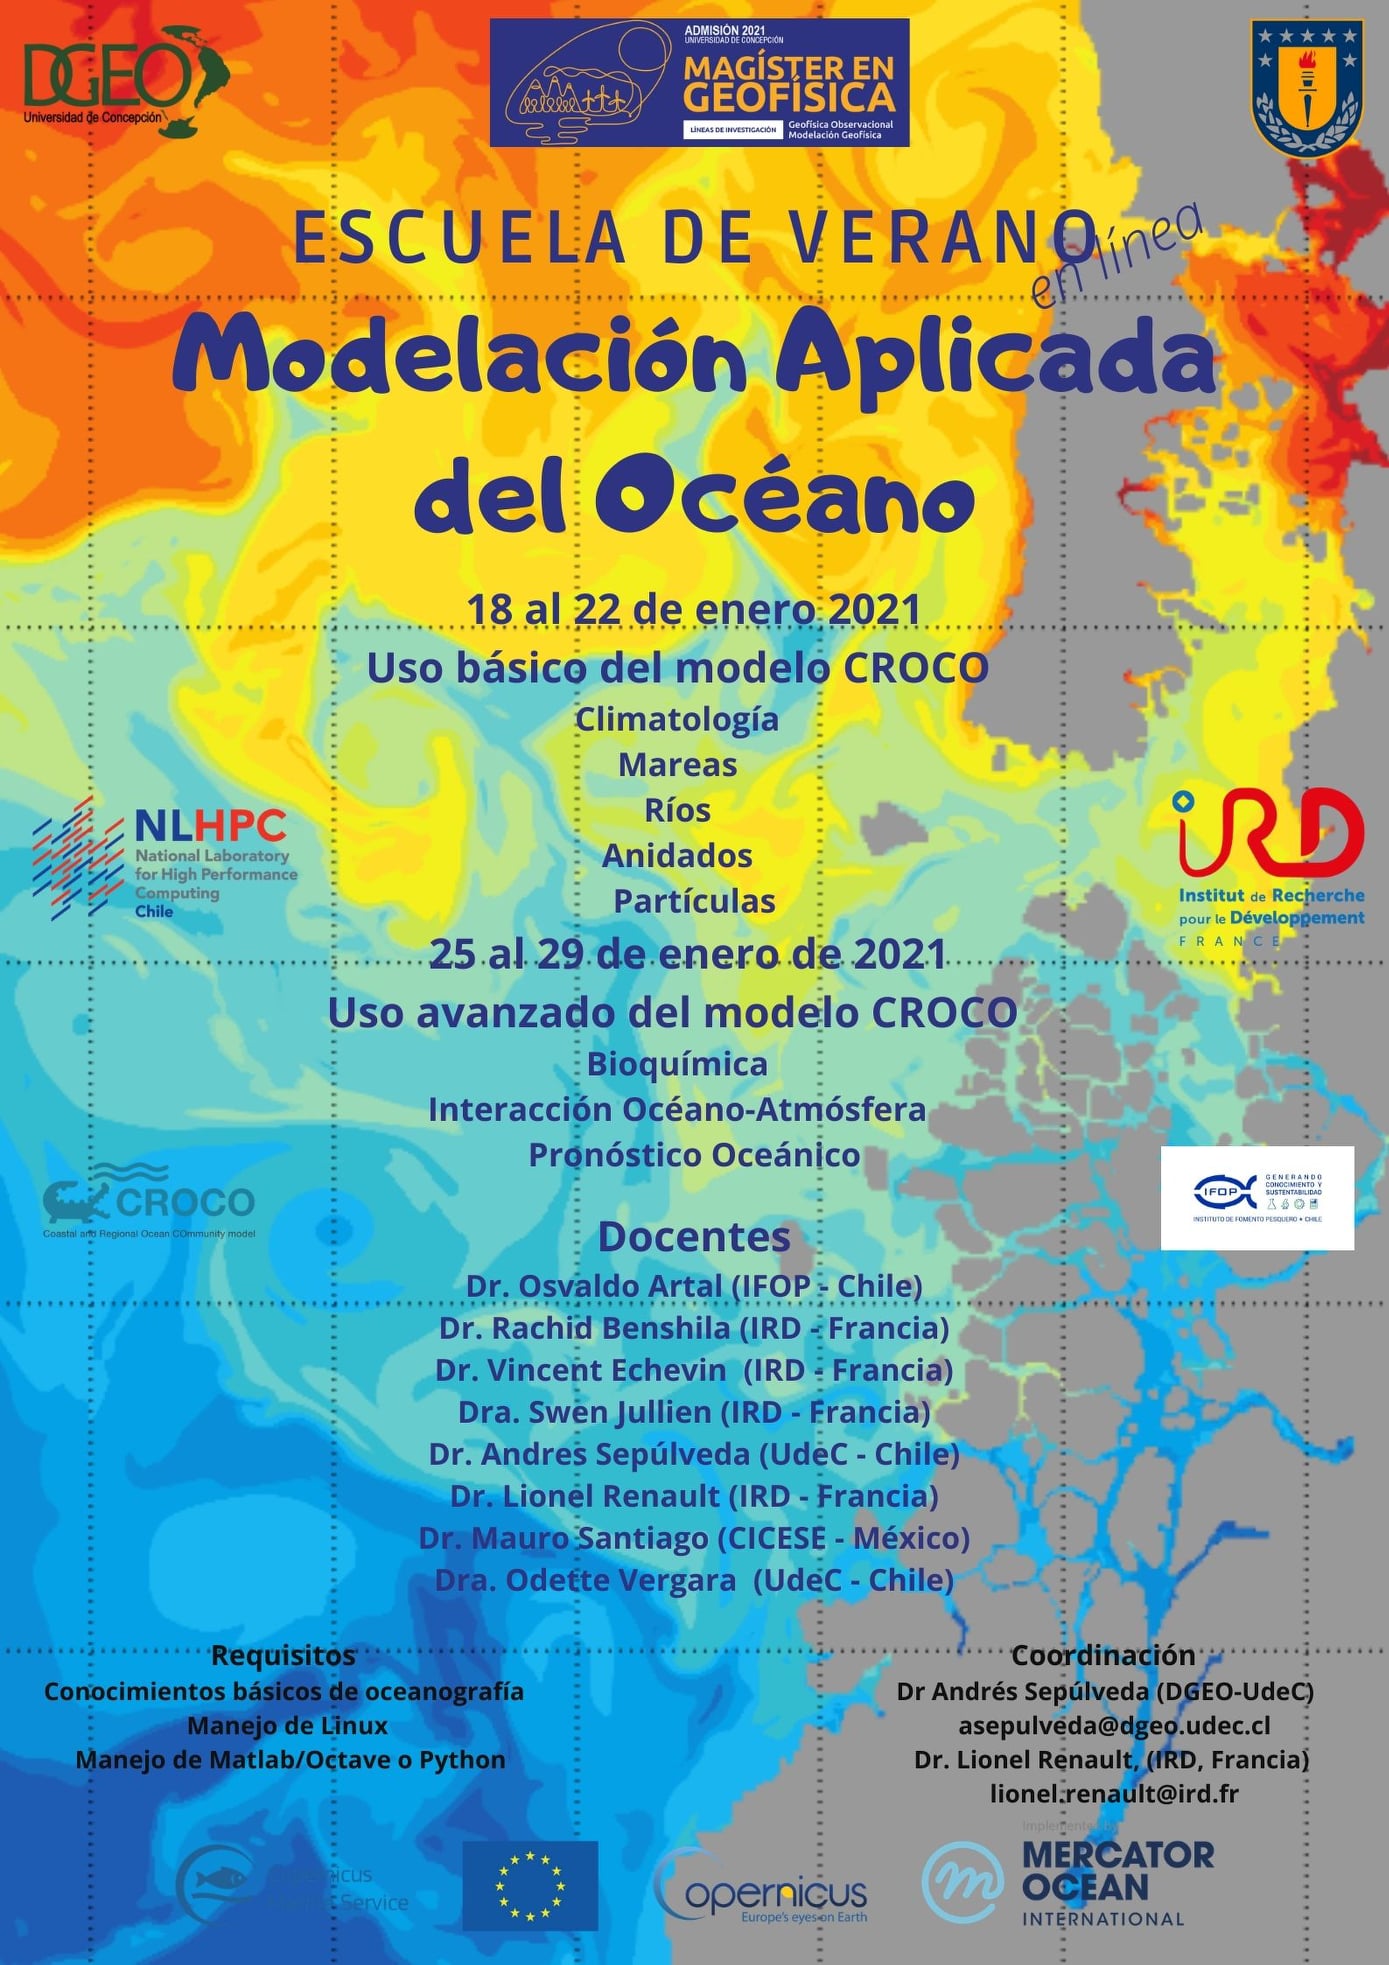 DGEO
Universidad de Concepción
ADMISIÓN 2021
UNIVERSIDAD DE CONCEPCIÓN
MAGÍSTER EN
GEOFÍSICA
LÍNEAS DE INVESTIGACIÓN
Geofísica Observacional
Modelación Geofísica
ESCUELA DE VERANO
en línea
Modelación Aplicada
del Océano
18 al 22 de enero 2021
Uso básico del modelo CROCO
Climatología
Mareas
Ríos
Anidados
Partículas
NLHPC
National Laboratory
for High Performance
Computing
Chile
IRD
Institut de Recherche
pour le Développement
FRANCE
25 al 29 de enero de 2021
Uso avanzado del modelo CROCO
Bioquímica
Interacción Océano-Atmósfera
Pronóstico Oceánico
CROCO
Coastal and Regional Ocean COmmunity model
IFOP
GENERANDO
CONOCIMIENTO Y
SUSTENTABILIDAD
INSTITUTO DE FOMENTO PESQUERO • CHILE
Docentes
Dr. Osvaldo Artal (IFOP - Chile)
Dr. Rachid Benshila (IRD - Francia)
Dr. Vincent Echevin (IRD - Francia)
Dra. Swen Jullien (IRD - Francia)
Dr. Andres Sepúlveda (UdeC - Chile)
Dr. Lionel Renault (IRD - Francia)
Dr. Mauro Santiago (CICESE - México)
Dra. Odette Vergara (UdeC - Chile)
Requisitos
Conocimientos básicos de oceanografía
Manejo de Linux
Manejo de Matlab/Octave o Python
Coordinación
Dr Andrés Sepúlveda (DGEO-UdeC)
asepulveda@dgeo.udec.cl
Dr. Lionel Renault, (IRD, Francia)
lionel.renault@ird.fr
Copernicus
Marine Service
Opernicus
Europe's eyes on Earth
Implemented by
MERCATOR
OCEAN
INTERNATIONAL